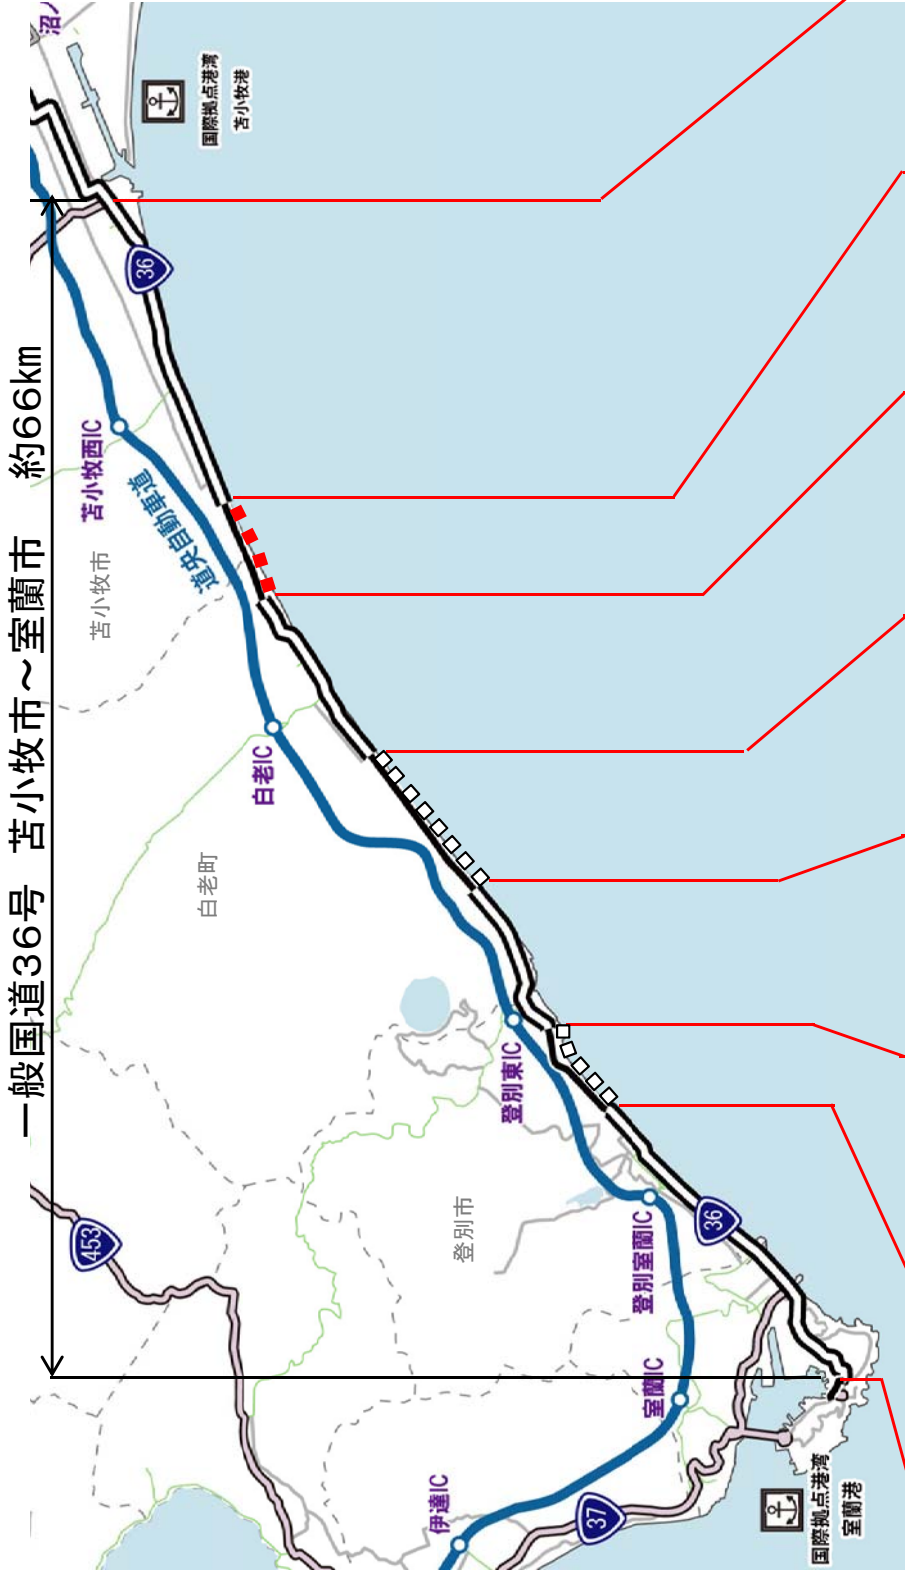 一般国道36号 苫小牧市～室蘭市 約66km
国際拠点港湾
苫小牧港
36
苫小牧西IC
道央自動車道
苫小牧市
白老IC
白老町
登別東IC
登別市
登別室蘭IC
36
453
室蘭IC
伊達IC
37
国際拠点港湾
室蘭港